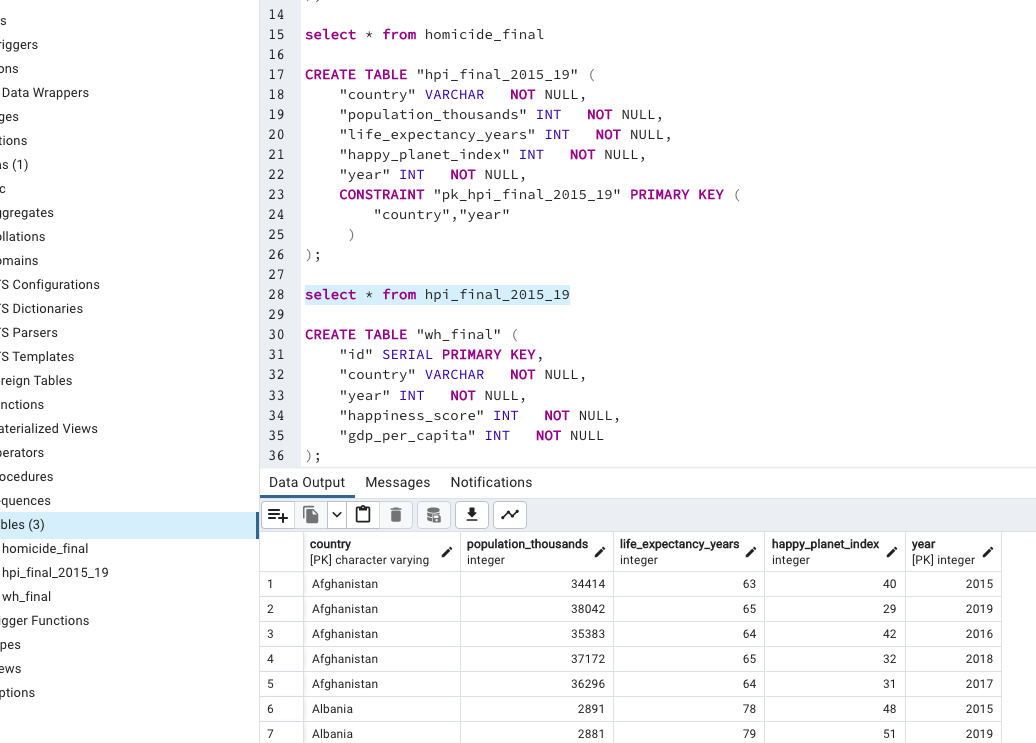 s
riggers
ons
Data Wrappers
ges
tions
as (1)
c
ggregates
ollations
omains
TS Configurations
TS Dictionaries
TS Parsers
TS Templates
reign Tables
nctions
aterialized Views
perators
ocedures
equences
bles (3)
homicide_final
hpi_final_2015_19
wh_final
igger Functions
pes
ews
ptions
14
15 select * from homicide_final
16
17 CREATE TABLE "hpi_final_2015_19" (
18 "country" VARCHAR NOT NULL,
19 "population_thousands" INT NOT NULL,
20 "life_expectancy_years" INT NOT NULL,
21 "happy_planet_index" INT NOT NULL,
22 "year" INT NOT NULL,
23 CONSTRAINT "pk_hpi_final_2015_19" PRIMARY KEY (
24 "country","year"
25 )
26 );
27
28 select * from hpi_final_2015_19
29
30 CREATE TABLE "wh_final" (
31 "id" SERIAL PRIMARY KEY,
32 "country" VARCHAR NOT NULL,
33 "year" INT NOT NULL,
34 "happiness_score" INT NOT NULL,
35 "gdp_per_capita" INT NOT NULL
36 );
Data Output Messages Notifications
country population_thousands life_expectancy_years happy_planet_index year
[PK] character varying integer integer integer [PK] integer
1 Afghanistan 34414 63 40 2015
2 Afghanistan 38042 65 29 2019
3 Afghanistan 35383 64 42 2016
4 Afghanistan 37172 65 32 2018
5 Afghanistan 36296 64 31 2017
6 Albania 2891 78 48 2015
7 Albania 2881 79 51 2019